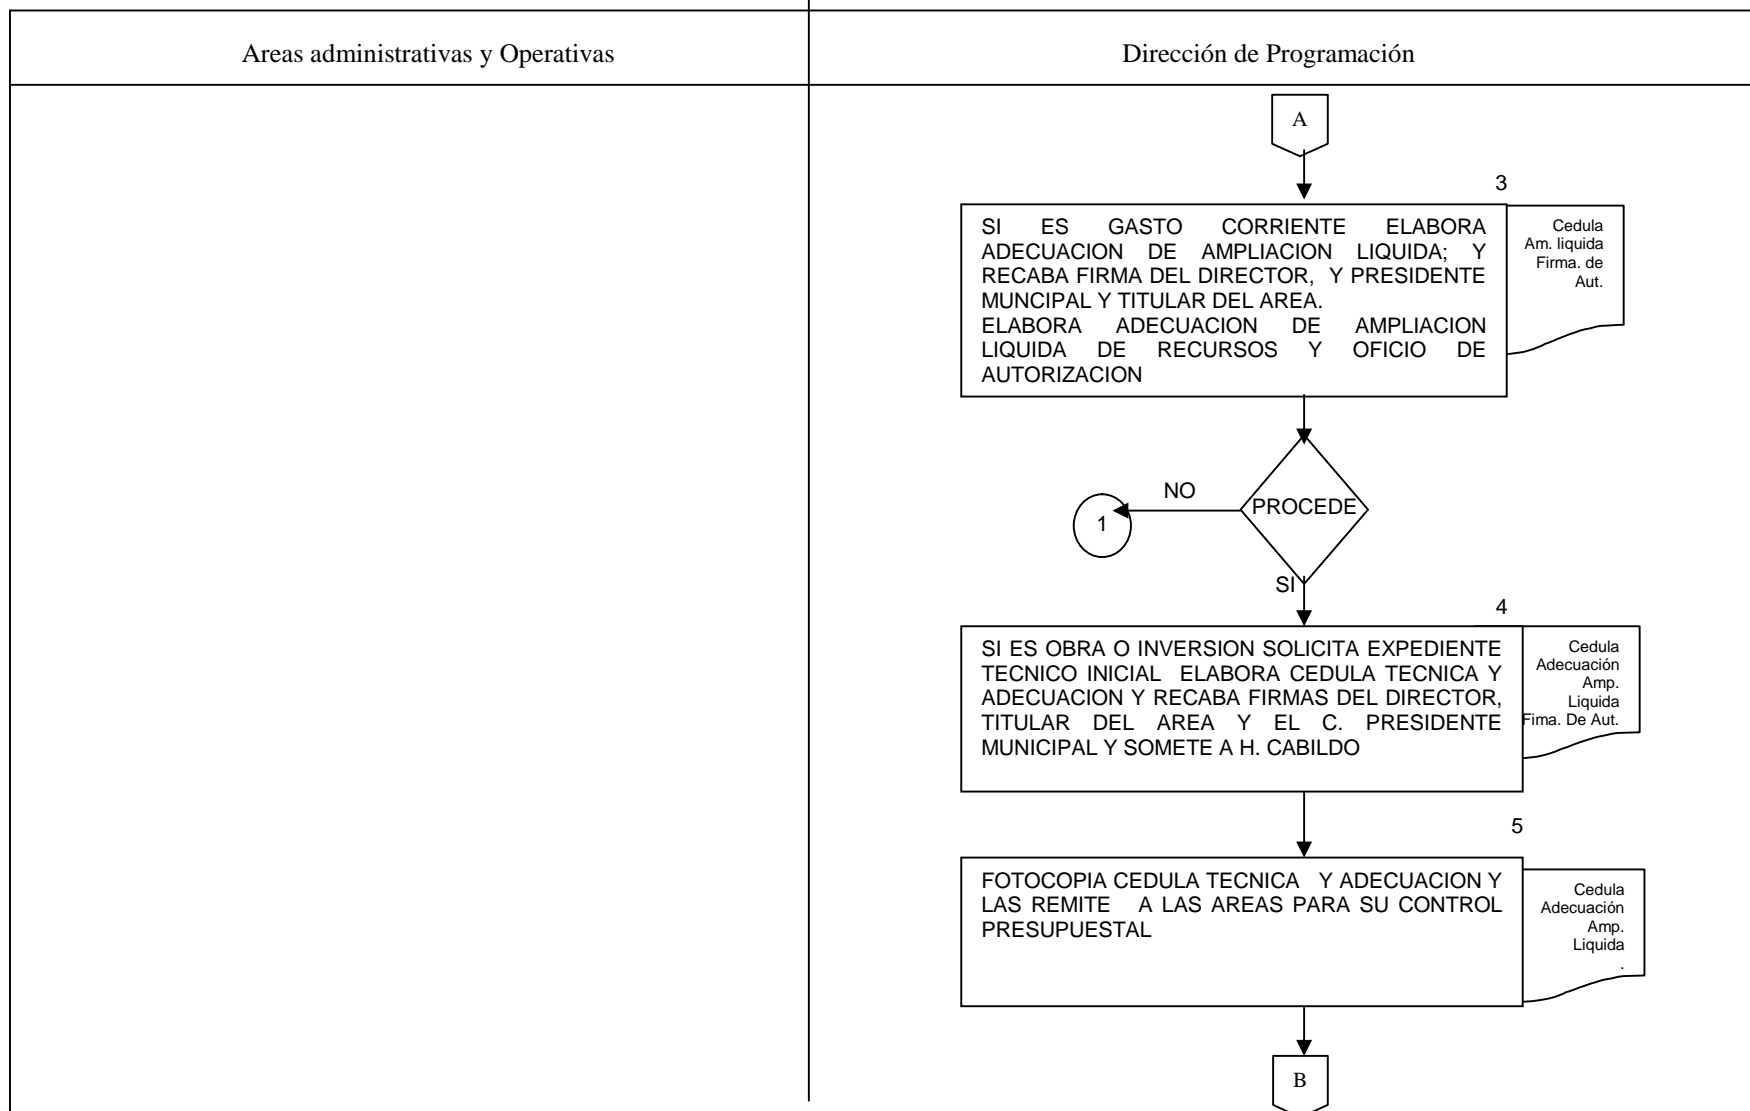 Areas administrativas y Operativas
Dirección de Programación
A
3
SI ES GASTO CORRIENTE ELABORA
ADECUACION DE AMPLIACION LIQUIDA; Y
RECABA FIRMA DEL DIRECTOR, Y PRESIDENTE
MUNCIPAL Y TITULAR DEL AREA.
ELABORA ADECUACION DE AMPLIACION
LIQUIDA DE RECURSOS Y OFICIO DE
AUTORIZACION
Cedula
Am. liquida
Firma. de
Aut.
PROCEDE
NO
1
SI
4
SI ES OBRA O INVERSION SOLICITA EXPEDIENTE
TECNICO INICIAL ELABORA CEDULA TECNICA Y
ADECUACION Y RECABA FIRMAS DEL DIRECTOR,
TITULAR DEL AREA Y EL C. PRESIDENTE
MUNICIPAL Y SOMETE A H. CABILDO
Cedula
Adecuación
Amp.
Liquida
Fima. De Aut.
5
FOTOCOPIA CEDULA TECNICA Y ADECUACION Y
LAS REMITE A LAS AREAS PARA SU CONTROL
PRESUPUESTAL
Cedula
Adecuación
Amp.
Liquida
.
B